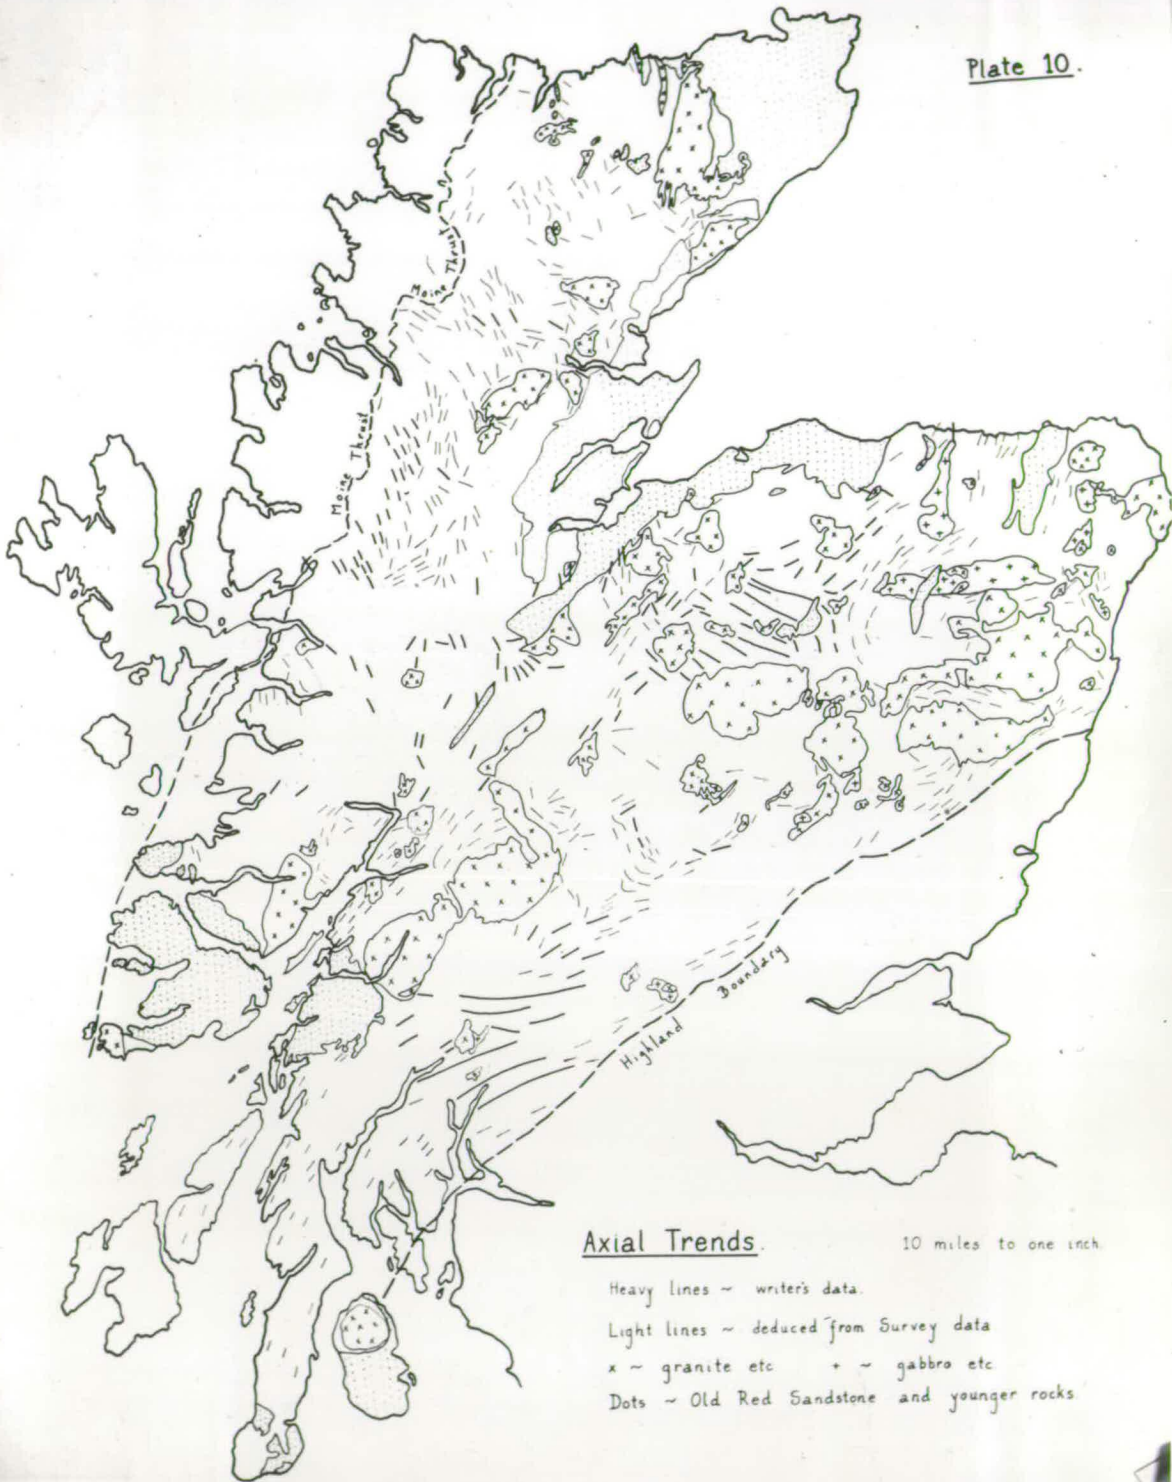 Plate 10.
Moine Thrust
Moine Thrust
Highland Boundary
Axial Trends.
10 miles to one inch.
Heavy lines ~ writer's data.
Light lines ~ deduced from Survey data
x ~ granite etc + ~ gabbro etc
Dots ~ Old Red Sandstone and younger rocks